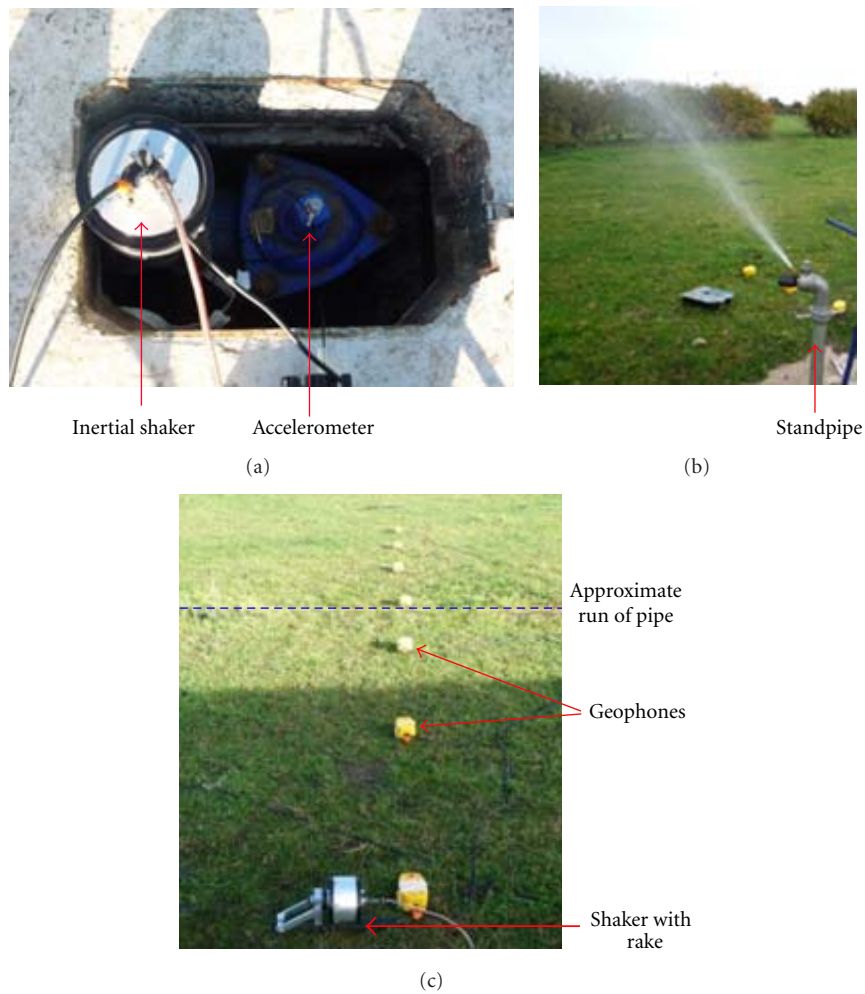 Inertial shaker
Accelerometer
(a)
Standpipe
(b)
Approximate
run of pipe
Geophones
Shaker with
rake
(c)